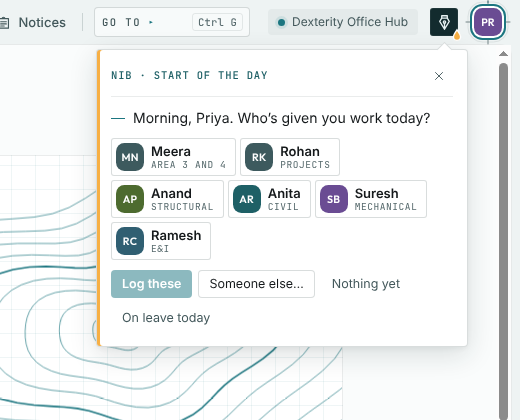 Notices
GO TO
Ctrl G
Dexterity Office Hub
PR
NIB · START OF THE DAY
— Morning, Priya. Who’s given you work today?
MN Meera
AREA 3 AND 4
RK Rohan
PROJECTS
AP Anand
STRUCTURAL
AR Anita
CIVIL
SB Suresh
MECHANICAL
RC Ramesh
E&I
Log these
Someone else...
Nothing yet
On leave today